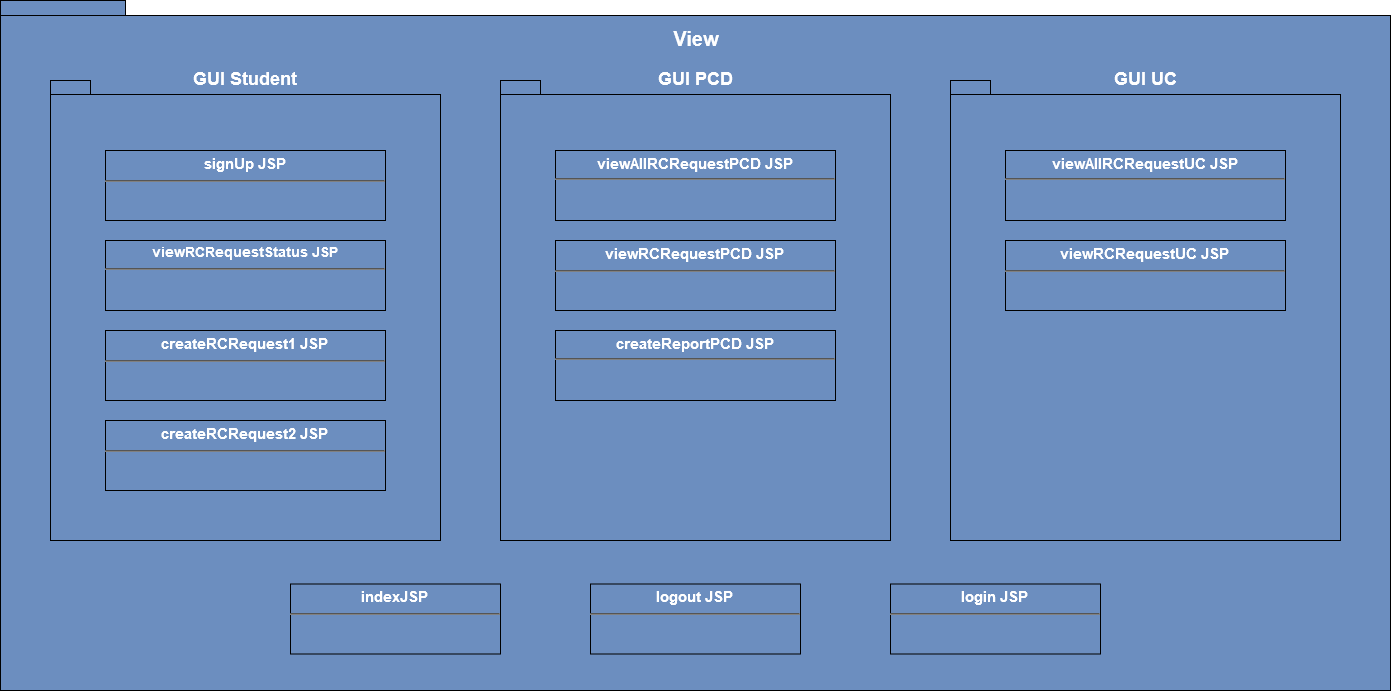 View
GUI Student
signUp JSP
viewRCRequestStatus JSP
createRCRequest1 JSP
createRCRequest2 JSP
GUI PCD
viewAllRCRequestPCD JSP
viewRCRequestPCD JSP
createReportPCD JSP
GUI UC
viewAllRCRequestUC JSP
viewRCRequestUC JSP
indexJSP
logout JSP
login JSP